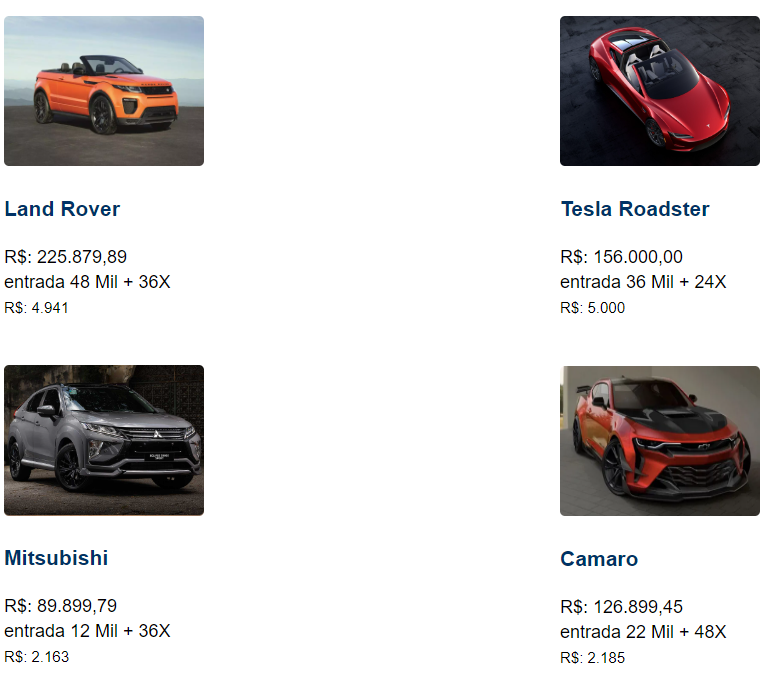 Land Rover
R$: 225.879,89
entrada 48 Mil + 36X
R$: 4.941
Tesla Roadster
R$: 156.000,00
entrada 36 Mil + 24X
R$: 5.000
Mitsubishi
R$: 89.899,79
entrada 12 Mil + 36X
R$: 2.163
Camaro
R$: 126.899,45
entrada 22 Mil + 48X
R$: 2.185